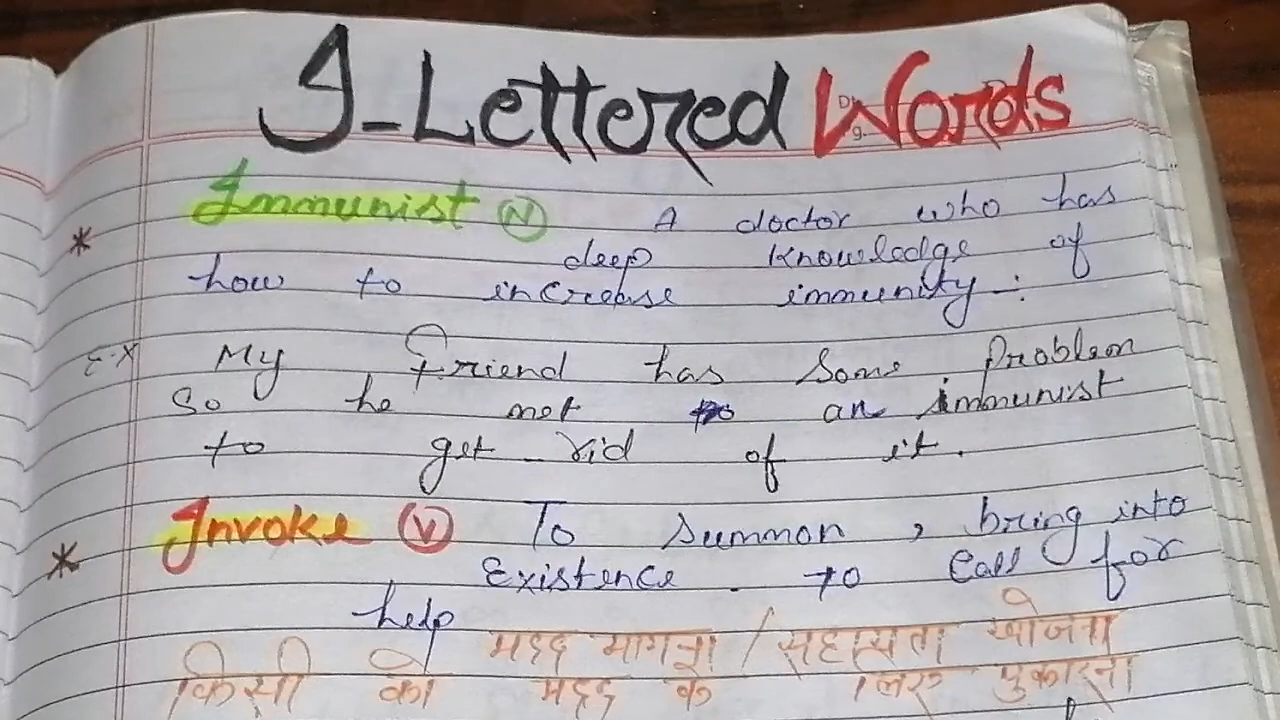 I-Lettered Words
Immunist (N) A doctor who has
deep knowledge of
how to increase immunity :
E.X My Friend has Some Problem
So he met an immunist
to get rid of it.
Invoke (V) To Summon, bring into
Existence. to Call for
help
मदद मांगना / सहायता खोजना
किसी को मदद के लिए पुकारना